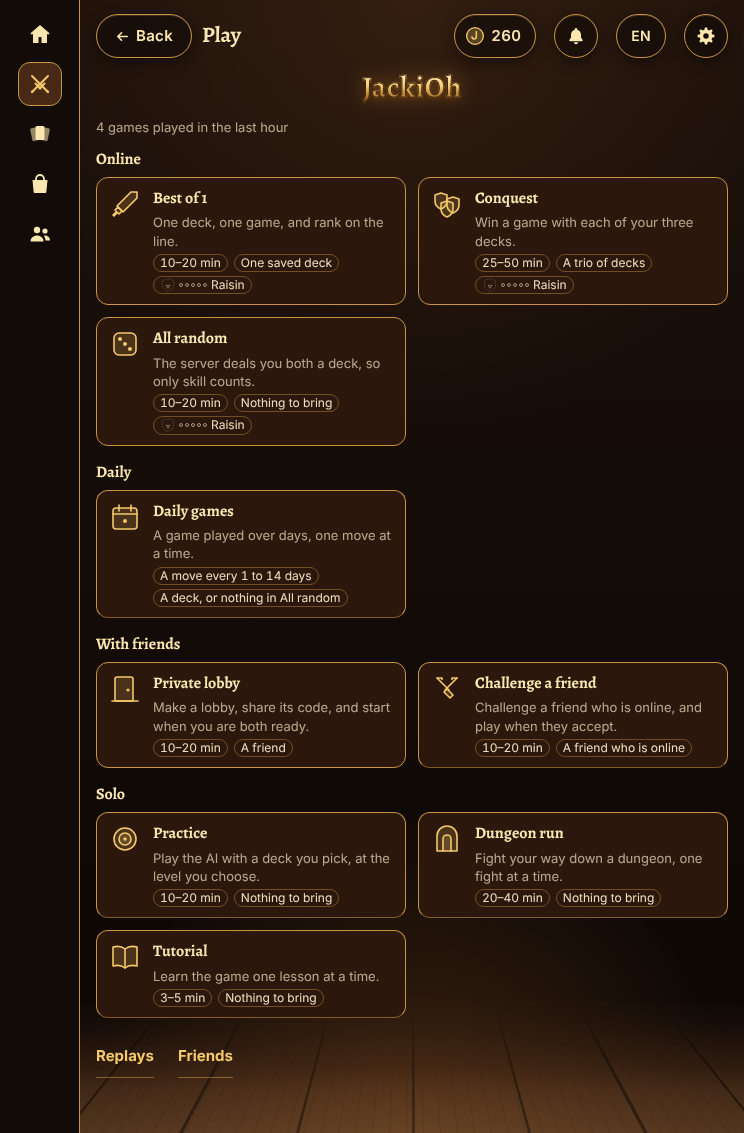 ← Back
Play
J 260
EN
JackiOh
4 games played in the last hour
Online
Best of 1
One deck, one game, and rank on the
line.
10–20 min
One saved deck
Raisin
Conquest
Win a game with each of your three
decks.
25–50 min
A trio of decks
Raisin
All random
The server deals you both a deck, so
only skill counts.
10–20 min
Nothing to bring
Raisin
Daily
Daily games
A game played over days, one move at
a time.
A move every 1 to 14 days
A deck, or nothing in All random
With friends
Private lobby
Make a lobby, share its code, and start
when you are both ready.
10–20 min
A friend
Challenge a friend
Challenge a friend who is online, and
play when they accept.
10–20 min
A friend who is online
Solo
Practice
Play the AI with a deck you pick, at the
level you choose.
10–20 min
Nothing to bring
Dungeon run
Fight your way down a dungeon, one
fight at a time.
20–40 min
Nothing to bring
Tutorial
Learn the game one lesson at a time.
3–5 min
Nothing to bring
Replays
Friends